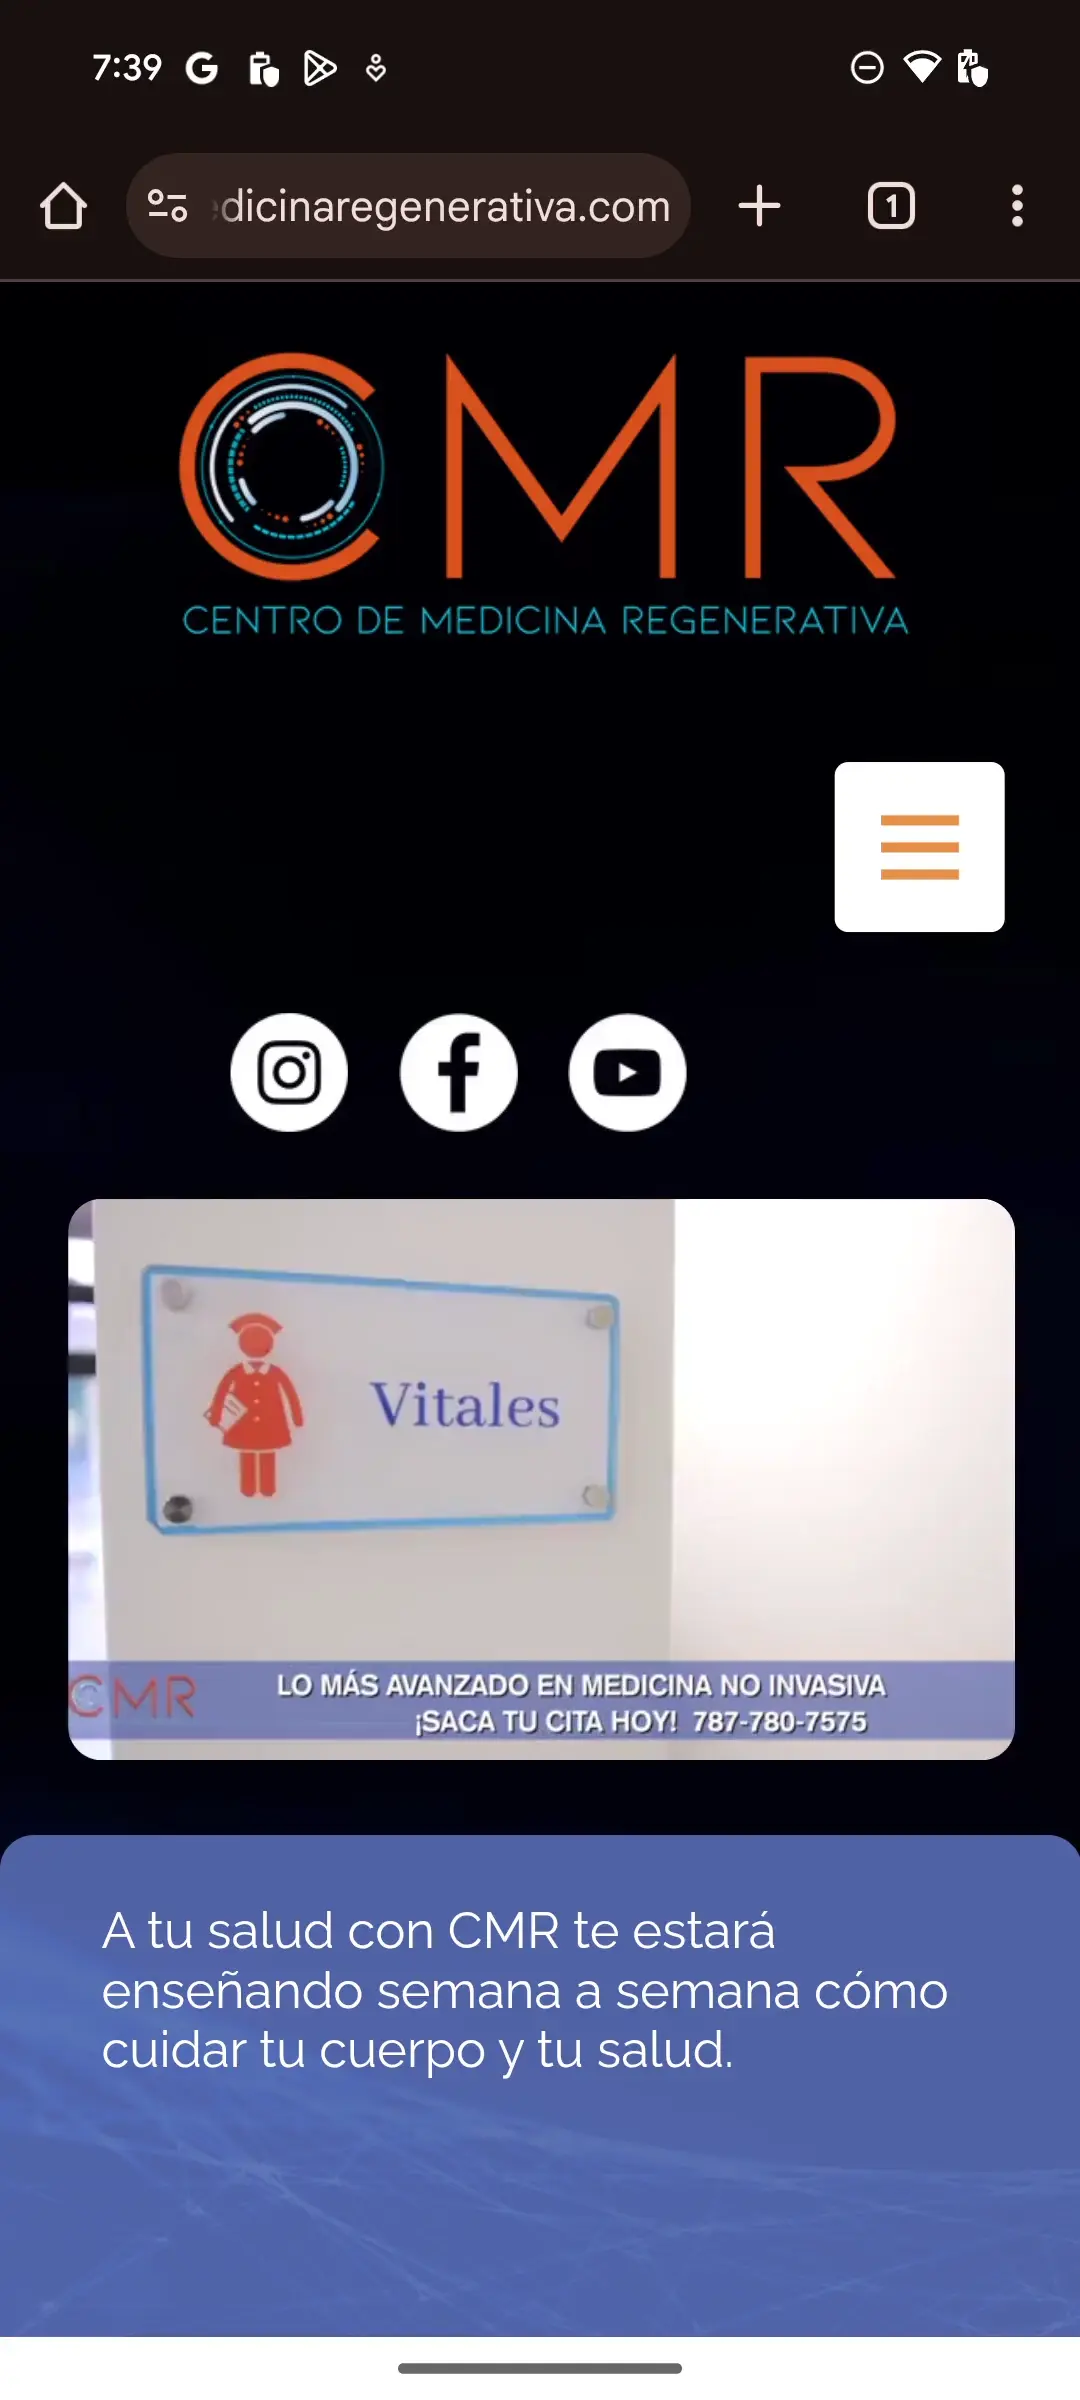 7:39
dicinaregenerativa.com
1
CMR
CENTRO DE MEDICINA REGENERATIVA
Vitales
CMR
LO MÁS AVANZADO EN MEDICINA NO INVASIVA
¡SACA TU CITA HOY! 787-780-7575
A tu salud con CMR te estará
enseñando semana a semana cómo
cuidar tu cuerpo y tu salud.